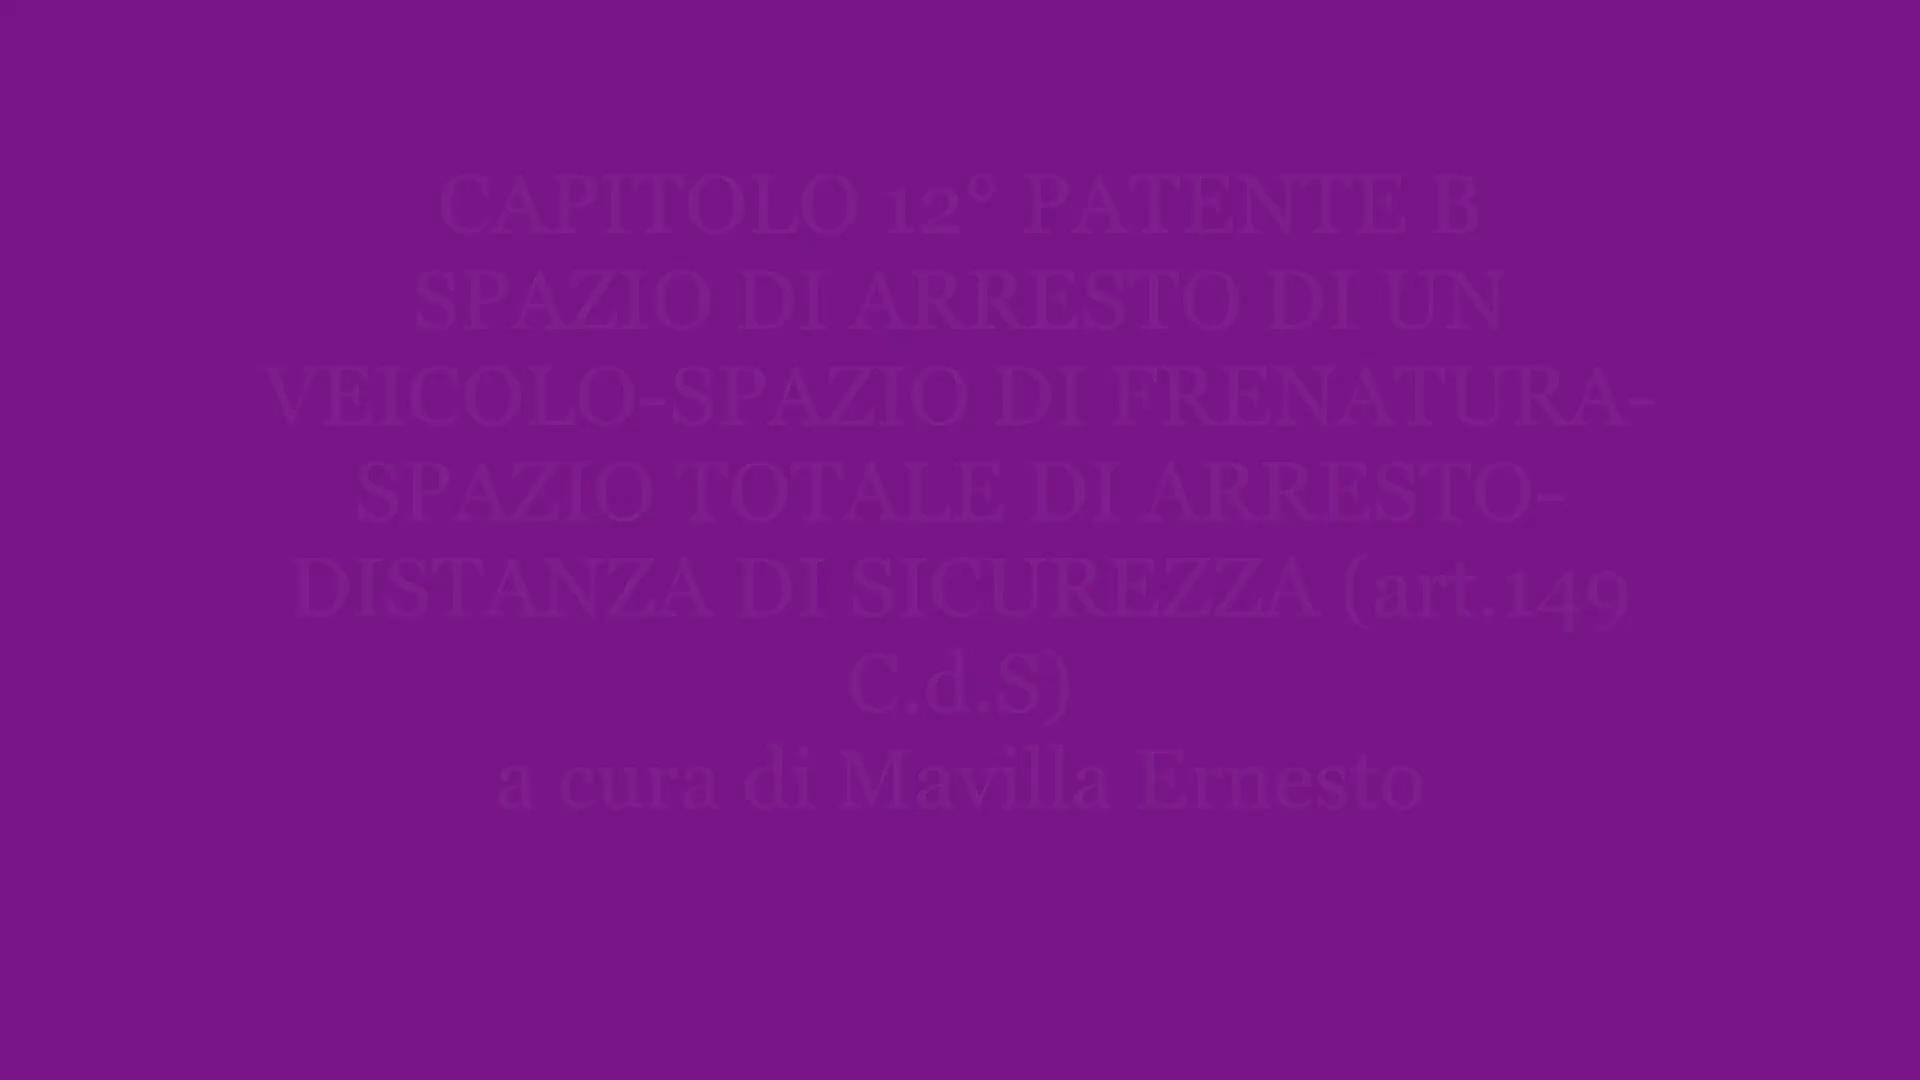 CAPITOLO 12° PATENTE B
SPAZIO DI ARRESTO DI UN
VEICOLO-SPAZIO DI FRENATURA-
SPAZIO TOTALE DI ARRESTO-
DISTANZA DI SICUREZZA (art.149
C.d.S)
a cura di Mavilla Ernesto